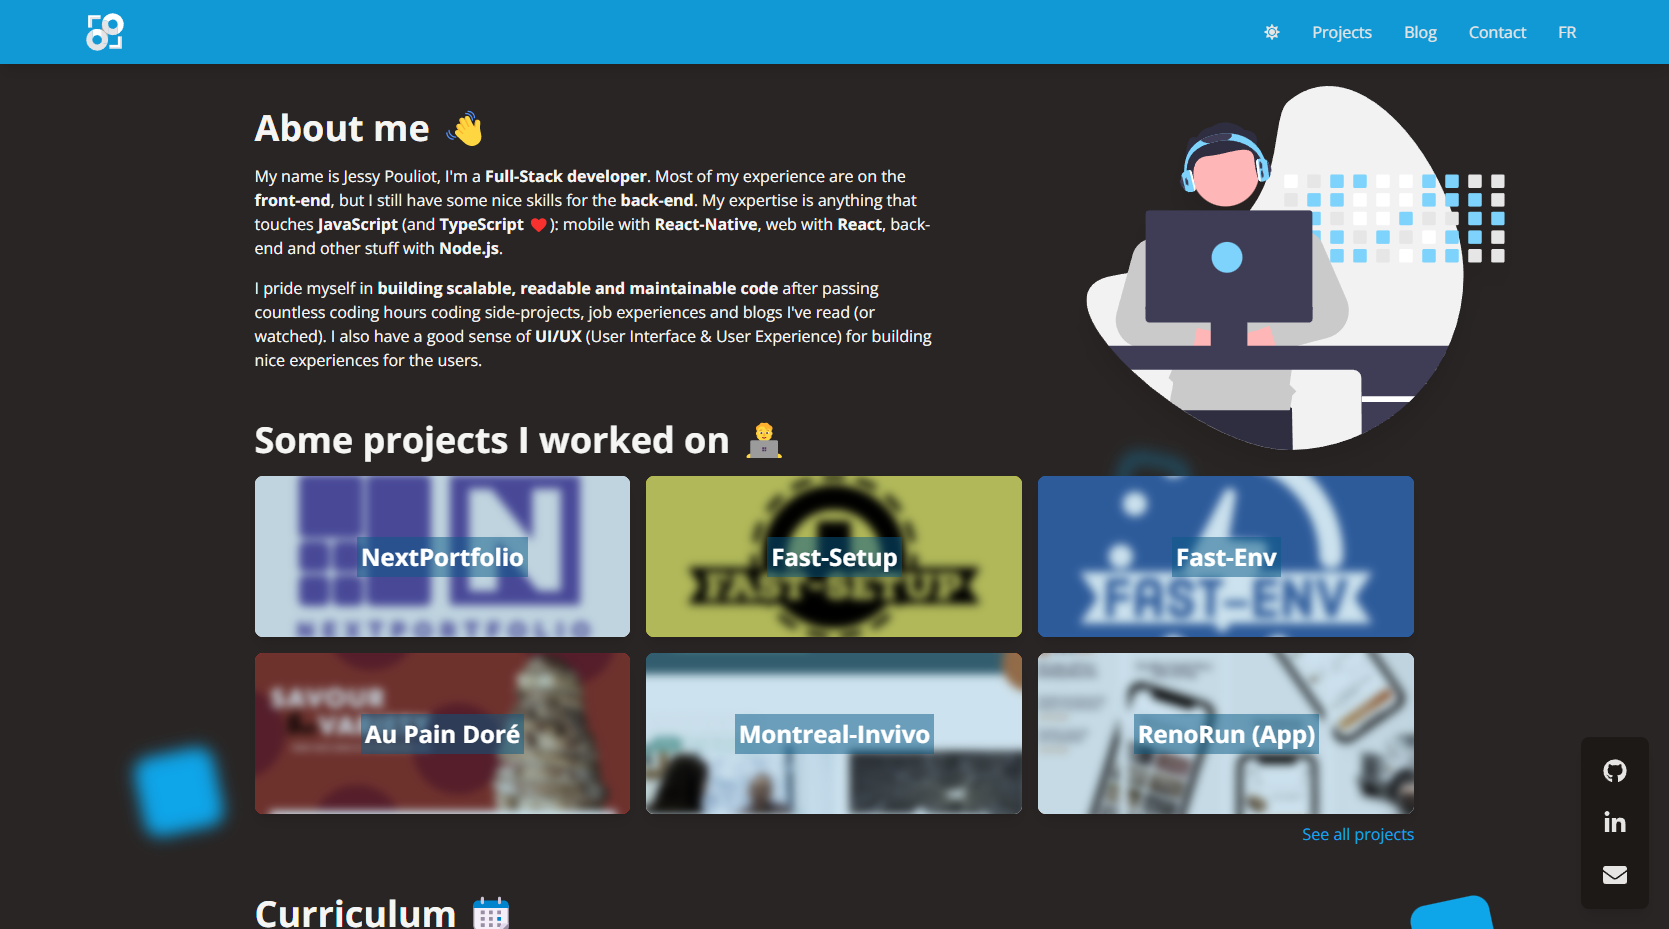 Projects Blog Contact FR
About me
My name is Jessy Pouliot, I'm a Full-Stack developer. Most of my experience are on the
front-end, but I still have some nice skills for the back-end. My expertise is anything that
touches JavaScript (and TypeScript ): mobile with React-Native, web with React, back-
end and other stuff with Node.js.
I pride myself in building scalable, readable and maintainable code after passing
countless coding hours coding side-projects, job experiences and blogs I've read (or
watched). I also have a good sense of UI/UX (User Interface & User Experience) for building
nice experiences for the users.
Some projects I worked on
NextPortfolio
NEXTPORTFOLIO
Fast-Setup
FAST-SETUP
Fast-Env
FAST-ENV
SAVOUR
Au Pain Doré
Montreal-Invivo
RenoRun (App)
See all projects
Curriculum